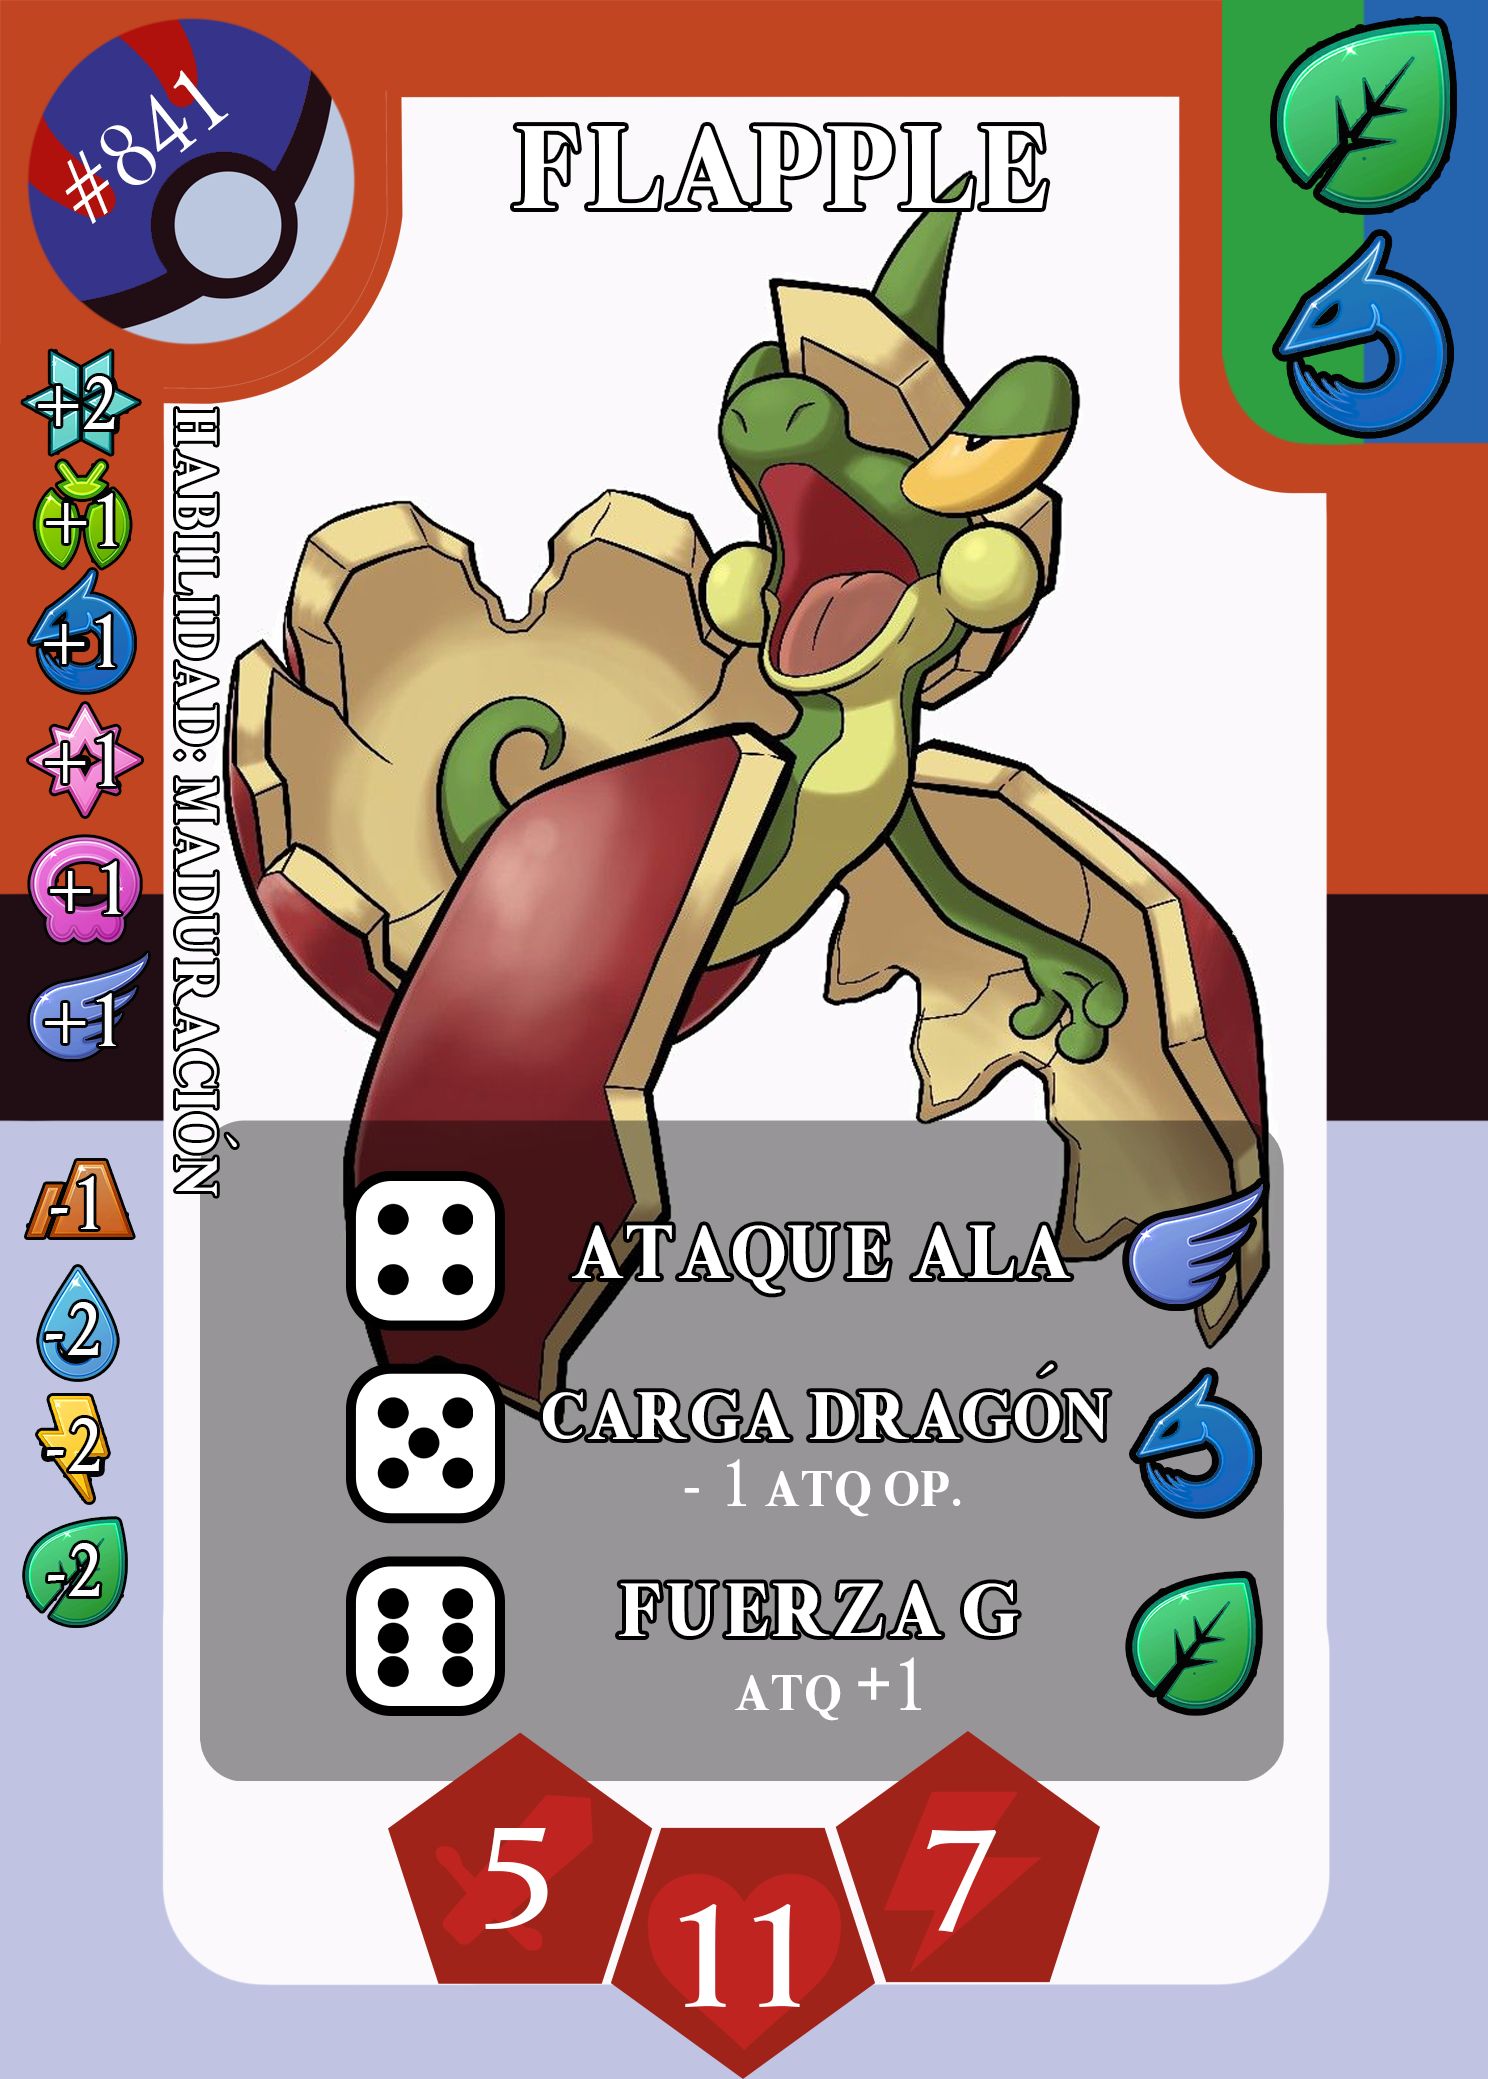 #841
FLAPPLE
+2
+1
+1
+1
+1
+1
HABILIDAD: MADURACIÓN
-1
-2
-2
-2
ATAQUE ALA
CARGA DRAGÓN
- 1 ATQ OP.
FUERZA G
ATQ +1
5
11
7